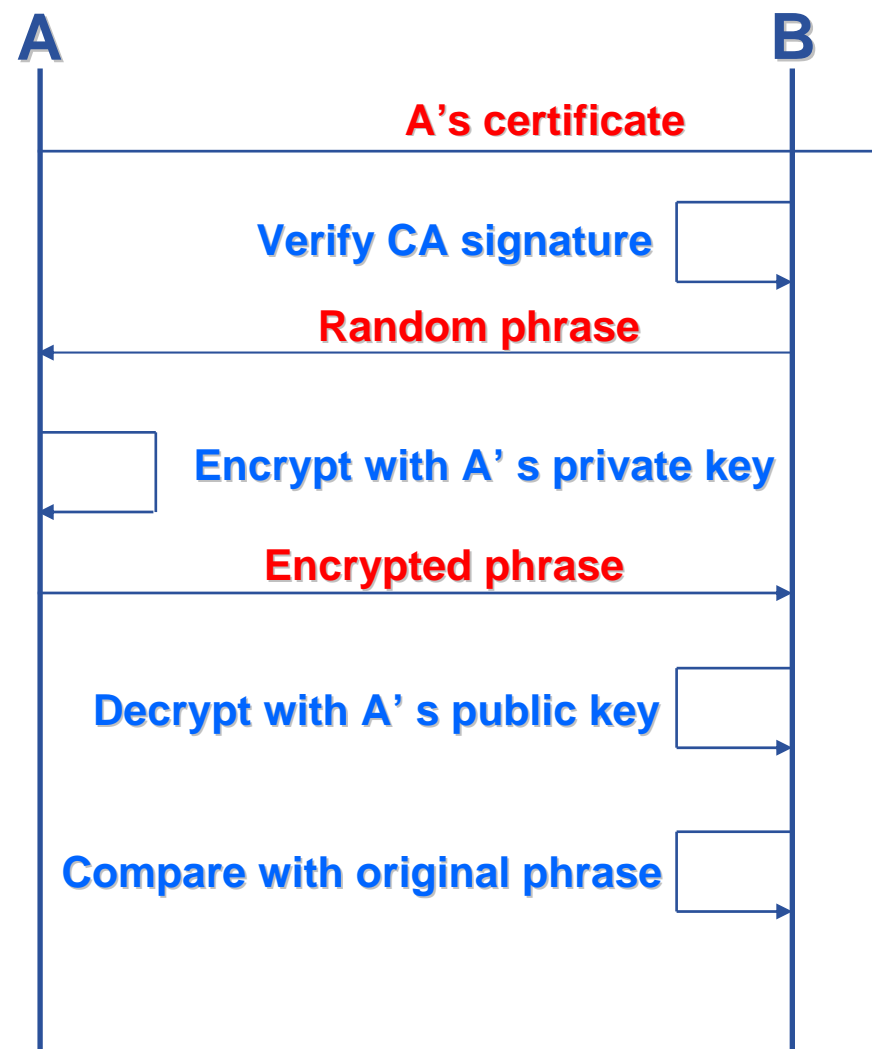 A B
A’s certificate
Verify CA signature
Random phrase
Encrypt with A’ s private key
Encrypted phrase
Decrypt with A’ s public key
Compare with original phrase